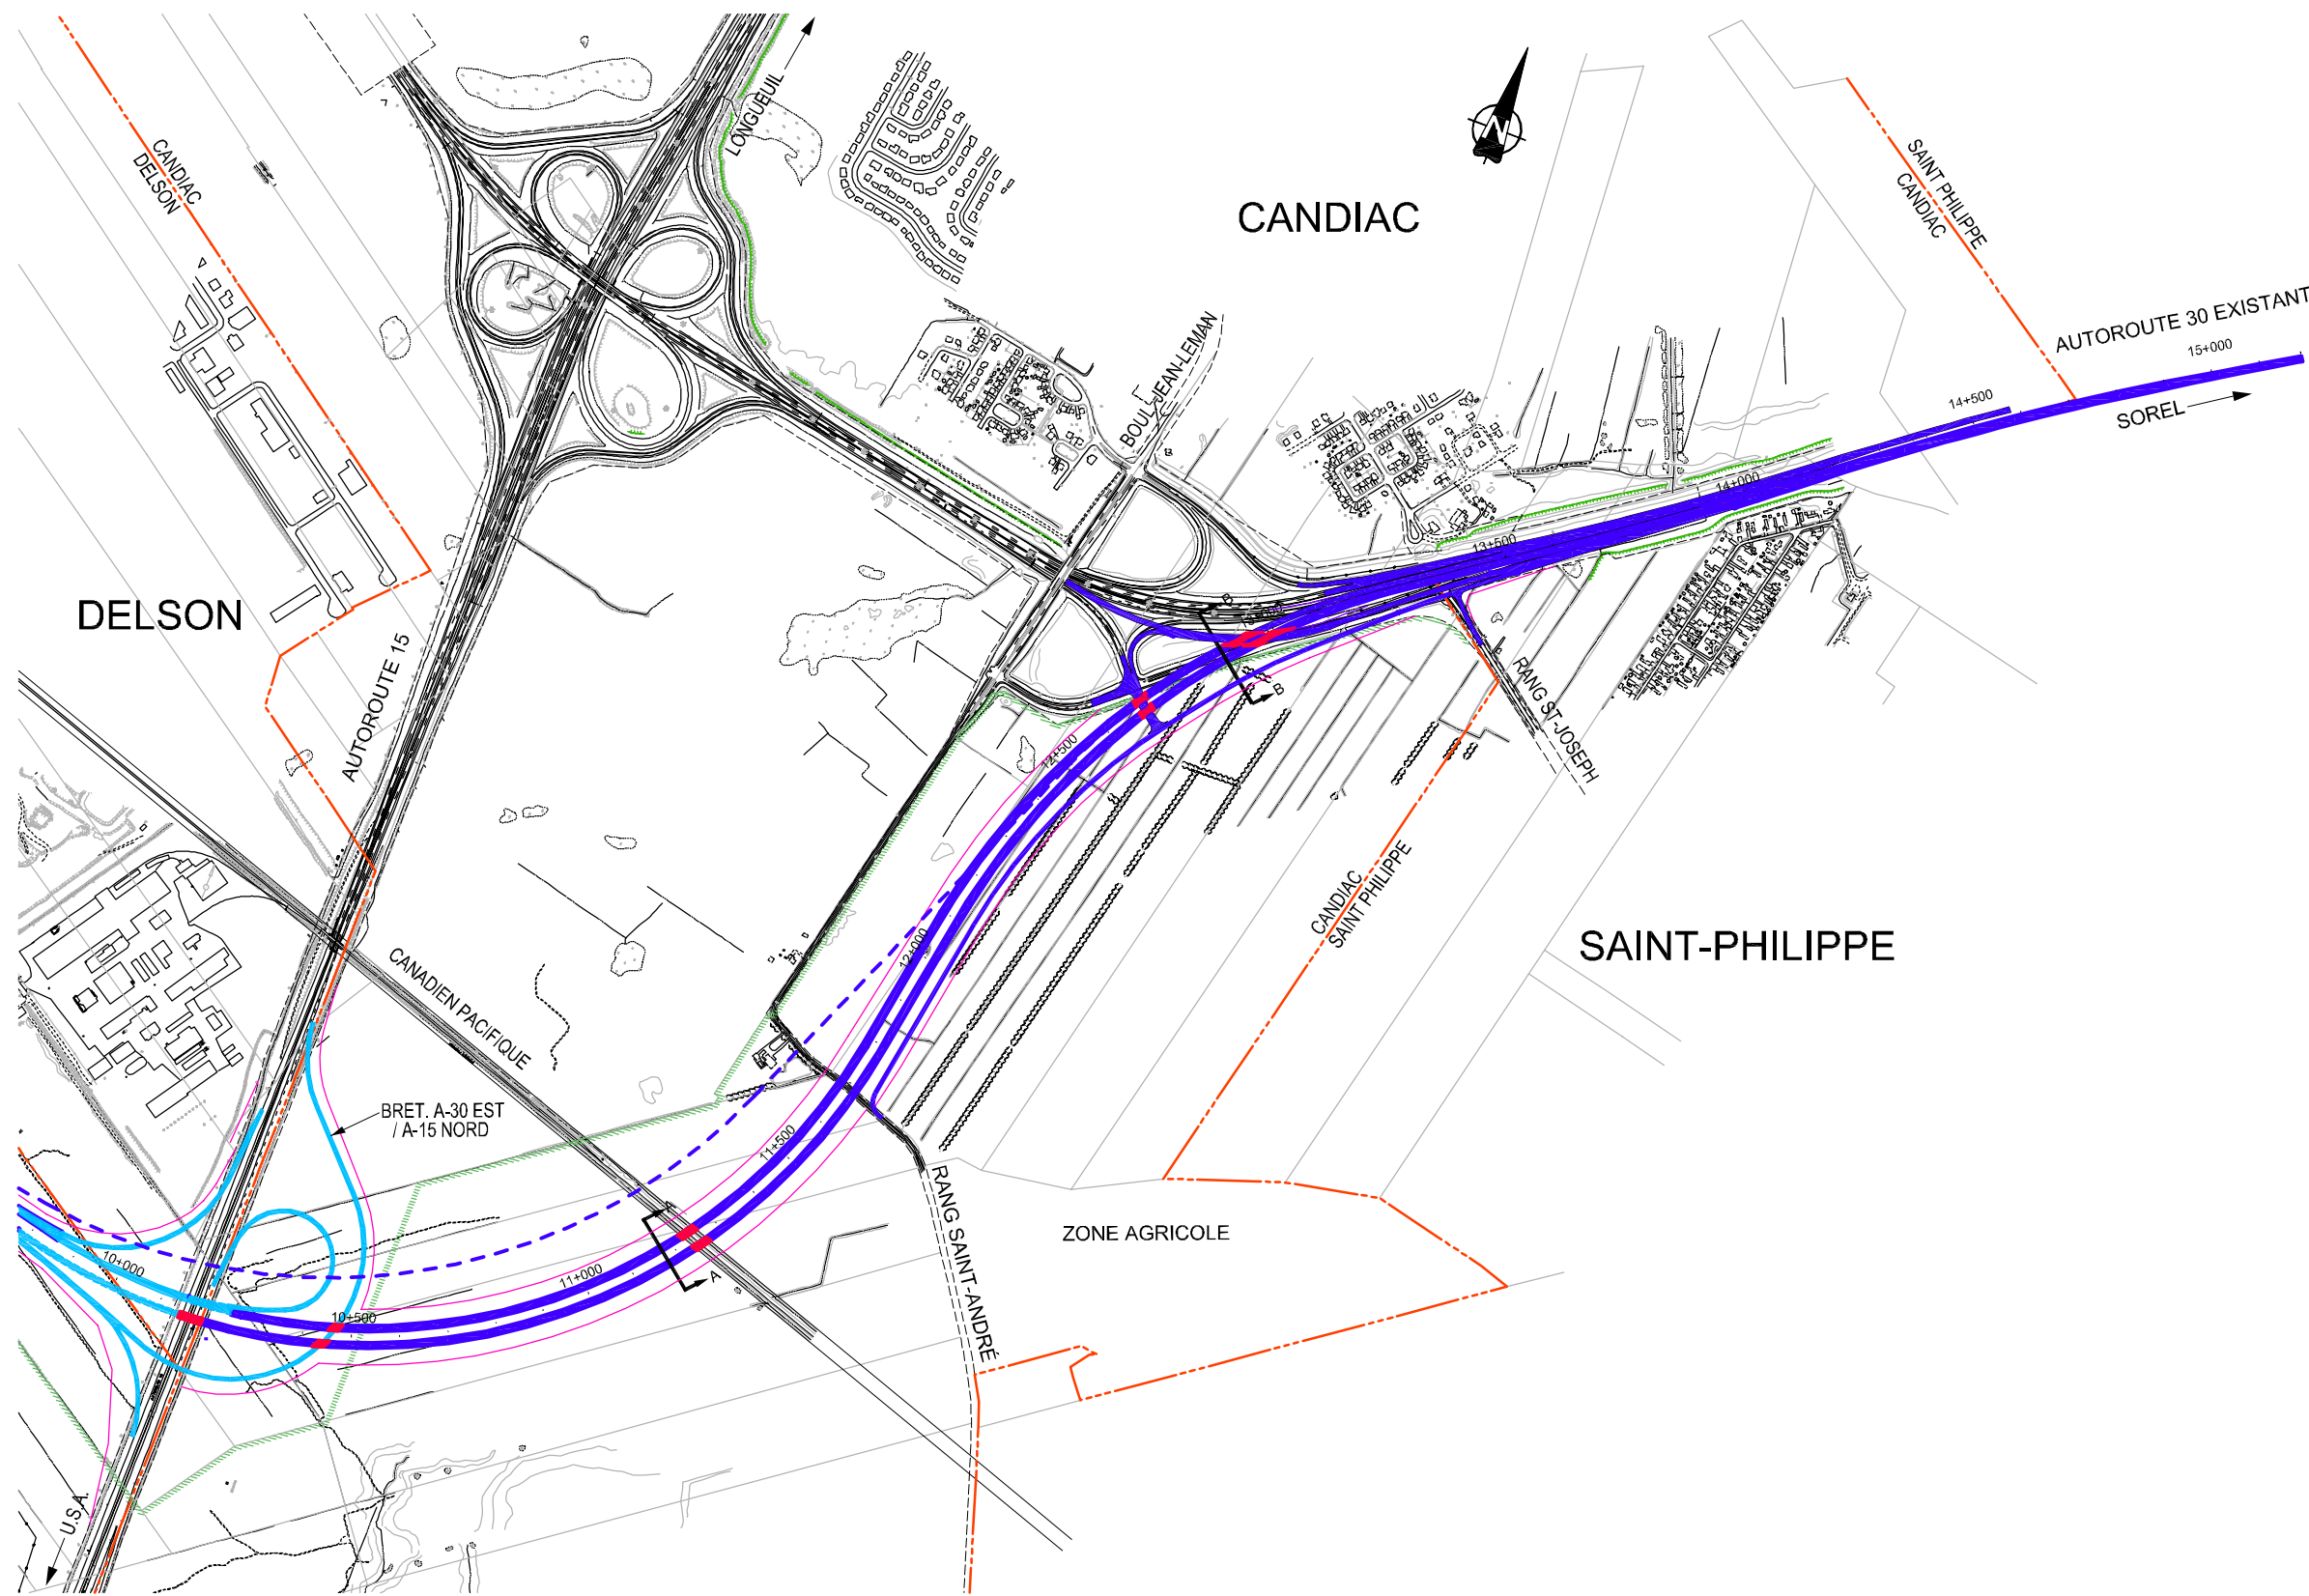 LONGUEUIL
N
CANDIAC
DELSON
SAINT PHILIPPE
CANDIAC
CANDIAC
AUTOROUTE 30 EXISTANT
15+000
14+500
SOREL
BOUL. JEAN-LEMAN
14+000
13+500
DELSON
B
13+000
B
AUTOROUTE 15
RANG ST-JOSEPH
12+500
CANDIAC
SAINT PHILIPPE
12+000
SAINT-PHILIPPE
CANADIEN PACIFIQUE
BRET. A-30 EST
/ A-15 NORD
11+500
RANG SAINT-ANDRÉ
A
A
ZONE AGRICOLE
10+000
11+000
10+500
U.S.A.